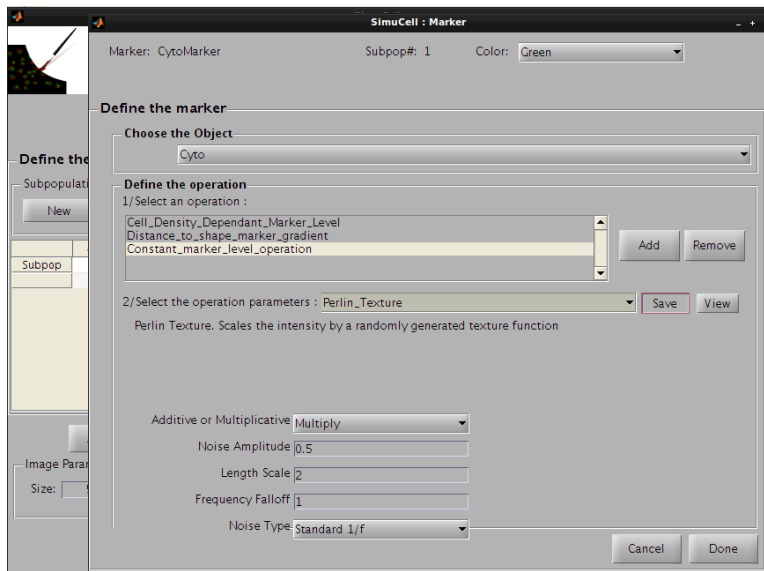 SimuCell : Marker
Marker: CytoMarker Subpop#: 1 Color: Green
Define the marker
Choose the Object
Cyto
Define the operation
1/Select an operation :
Cell_Density_Dependant_Marker_Level
Distance_to_shape_marker_gradient
Constant_marker_level_operation
Add Remove
2/Select the operation parameters : Perlin_Texture Save View
Perlin Texture. Scales the intensity by a randomly generated texture function
Additive or Multiplicative Multiply
Noise Amplitude 0.5
Length Scale 2
Frequency Falloff 1
Noise Type Standard 1/f
Cancel Done
Define the
Subpopulati
New
Subpop
Image Parar
Size: